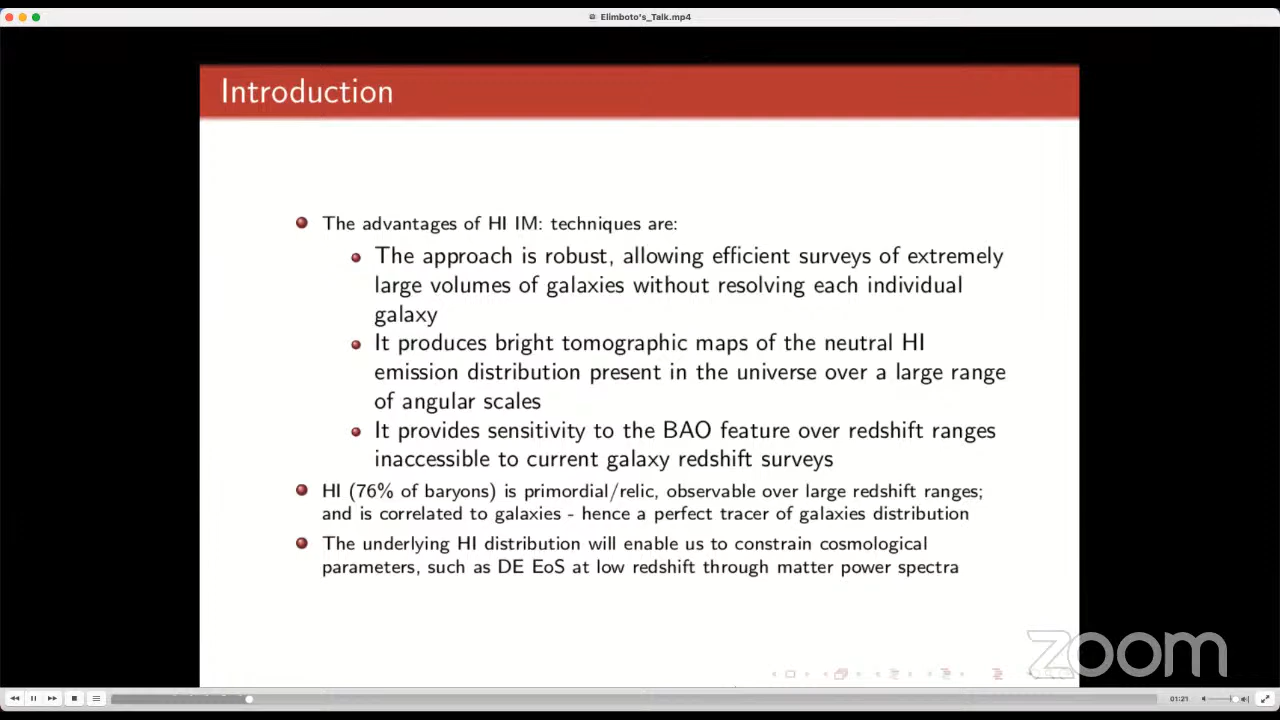 Elimboto's_Talk.mp4
Introduction
The advantages of HI IM: techniques are:
The approach is robust, allowing efficient surveys of extremely
large volumes of galaxies without resolving each individual
galaxy
It produces bright tomographic maps of the neutral HI
emission distribution present in the universe over a large range
of angular scales
It provides sensitivity to the BAO feature over redshift ranges
inaccessible to current galaxy redshift surveys
HI (76% of baryons) is primordial/relic, observable over large redshift ranges;
and is correlated to galaxies - hence a perfect tracer of galaxies distribution
The underlying HI distribution will enable us to constrain cosmological
parameters, such as DE EoS at low redshift through matter power spectra
zoom
01:21